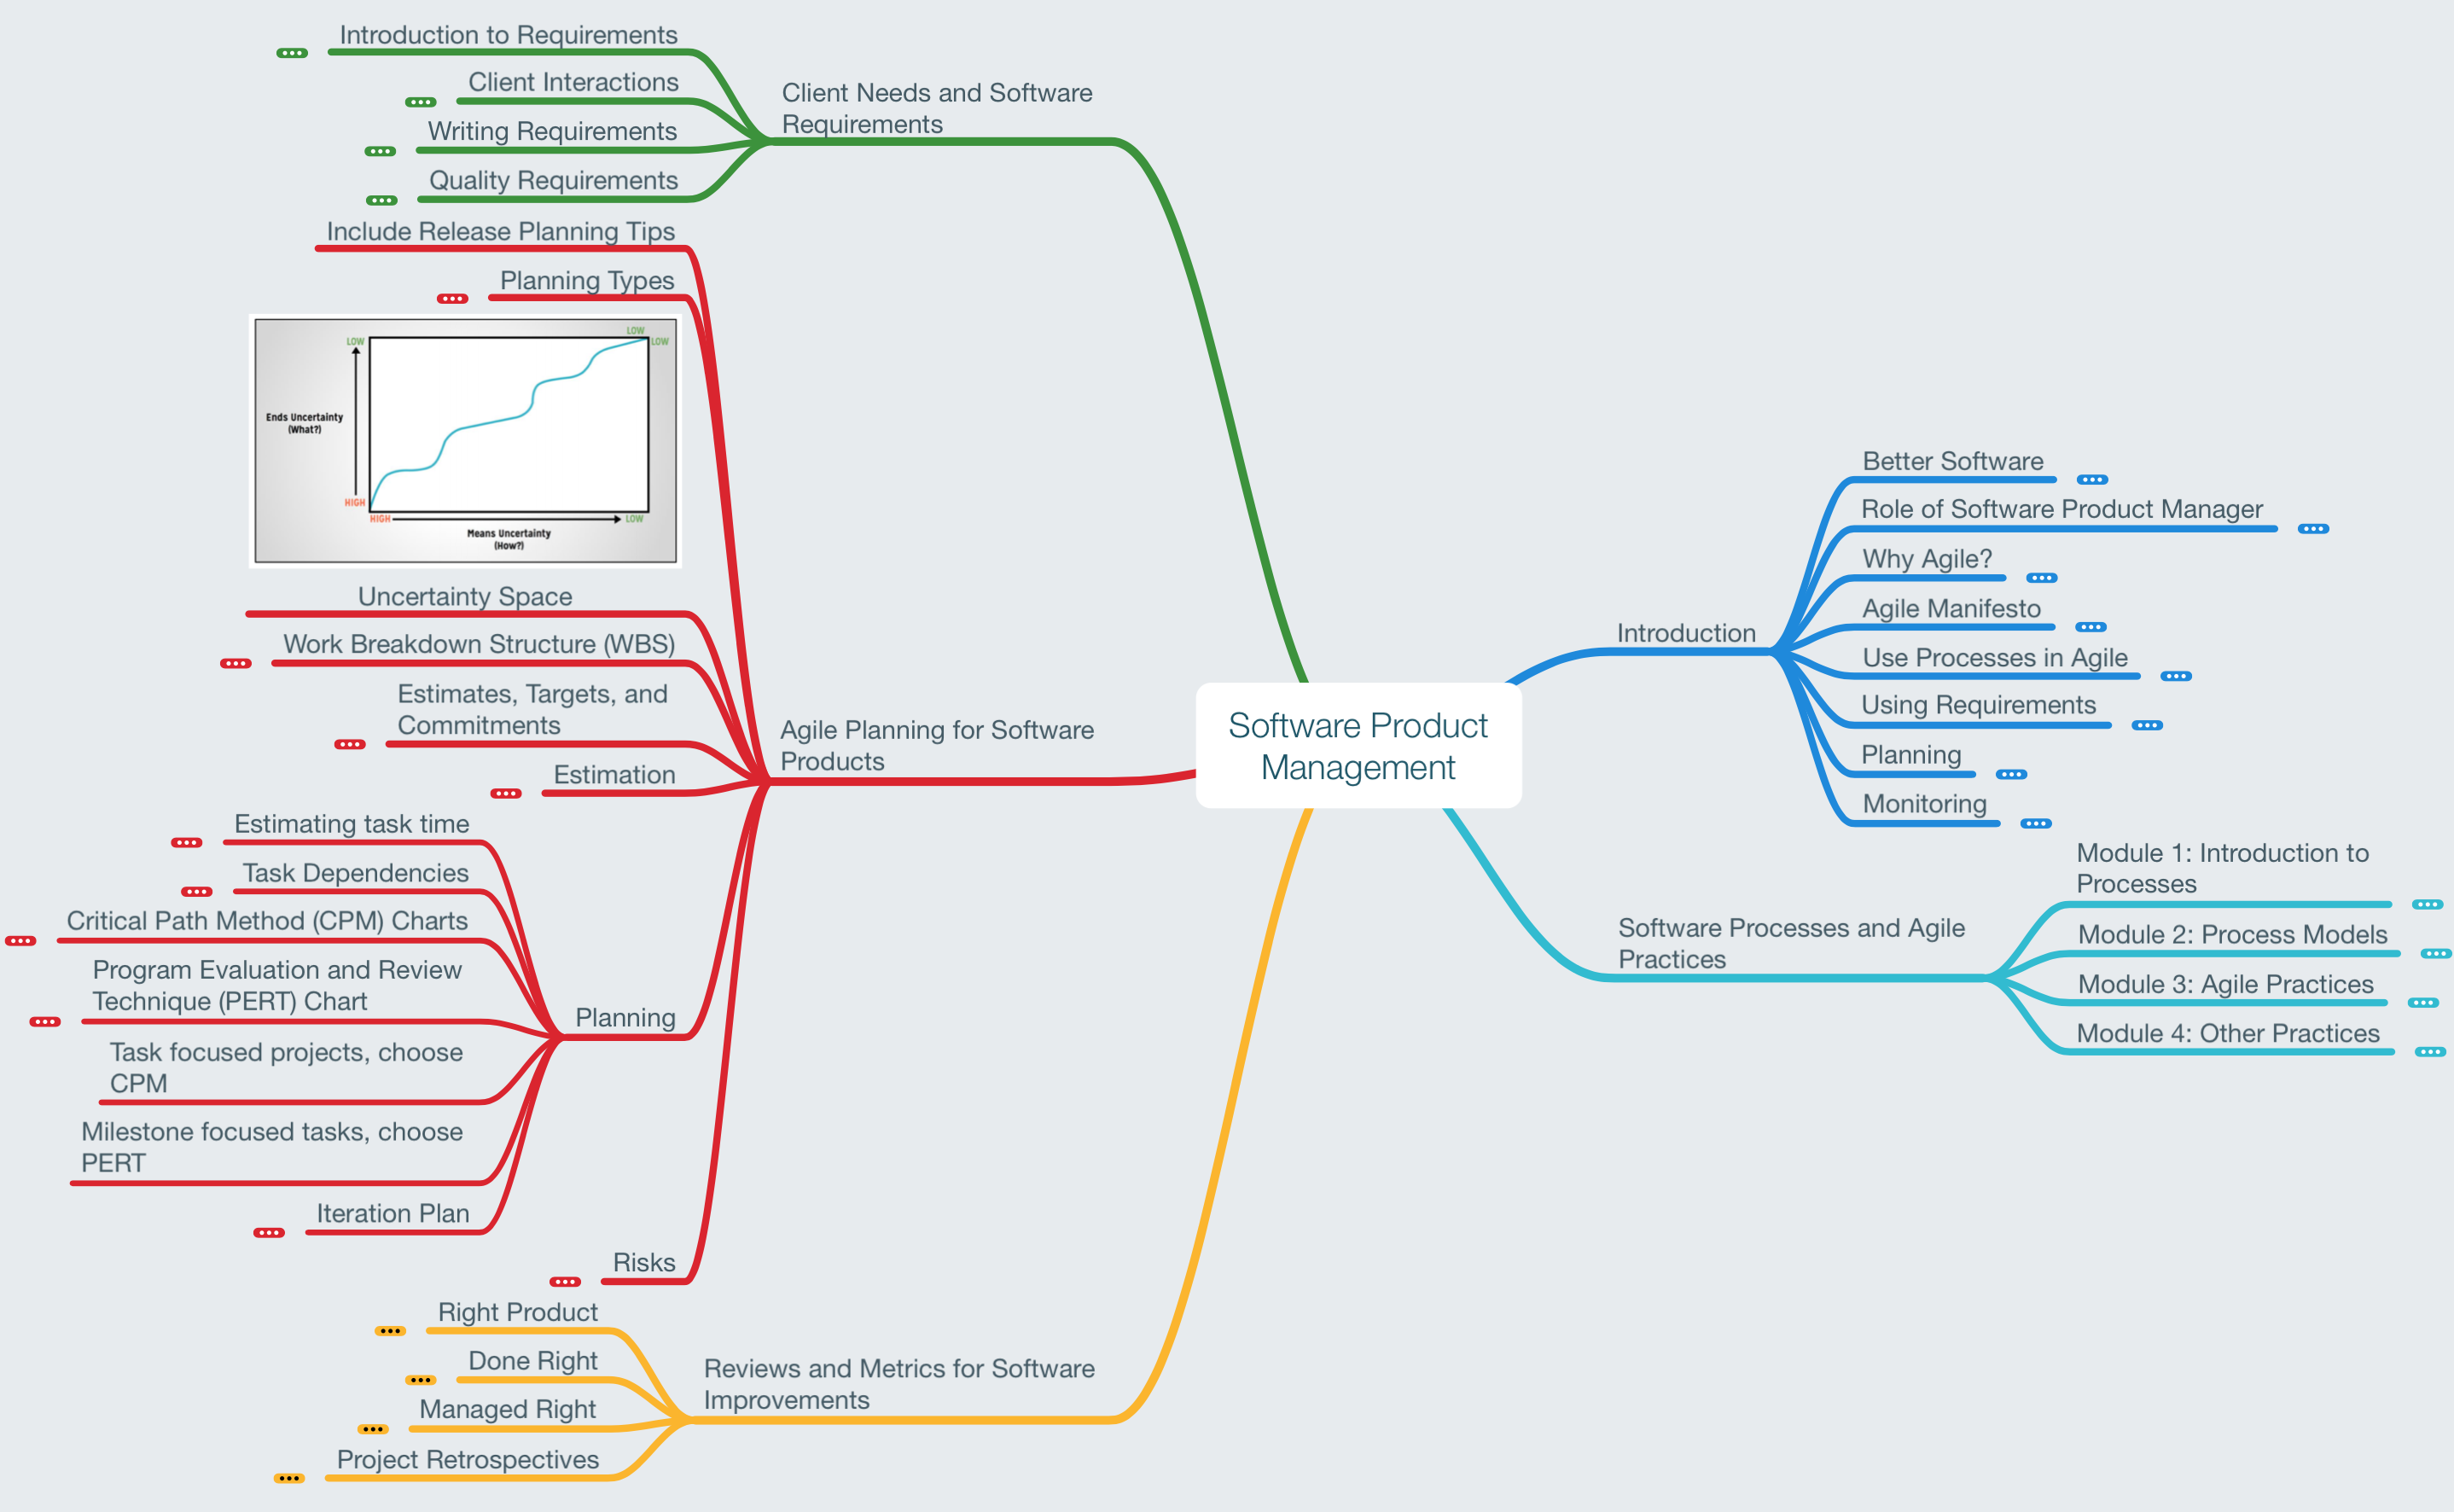 Introduction to Requirements
Client Interactions
Writing Requirements
Quality Requirements
Client Needs and Software
Requirements
Include Release Planning Tips
Planning Types
LOW
LOW
LOW
Ends Uncertainty
(What?)
HIGH
HIGH
LOW
Means Uncertainty
(How?)
Uncertainty Space
Work Breakdown Structure (WBS)
Estimates, Targets, and
Commitments
Estimation
Agile Planning for Software
Products
Estimating task time
Task Dependencies
Critical Path Method (CPM) Charts
Program Evaluation and Review
Technique (PERT) Chart
Task focused projects, choose
CPM
Milestone focused tasks, choose
PERT
Iteration Plan
Planning
Risks
Right Product
Done Right
Managed Right
Project Retrospectives
Reviews and Metrics for Software
Improvements
Software Product
Management
Introduction
Better Software
Role of Software Product Manager
Why Agile?
Agile Manifesto
Use Processes in Agile
Using Requirements
Planning
Monitoring
Software Processes and Agile
Practices
Module 1: Introduction to
Processes
Module 2: Process Models
Module 3: Agile Practices
Module 4: Other Practices